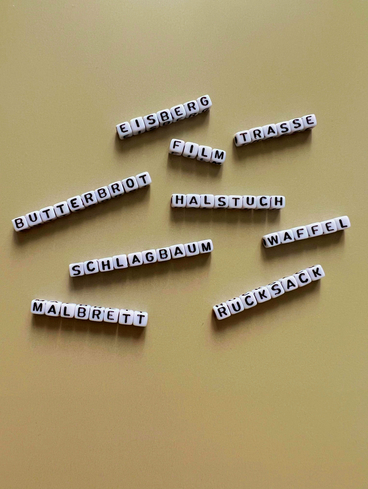 EISBERG
TRASSE
FILM
BUTTERBROT
HALSTUCH
WAFFEL
SCHLAGBAUM
RUCKSACK
MALBRETT